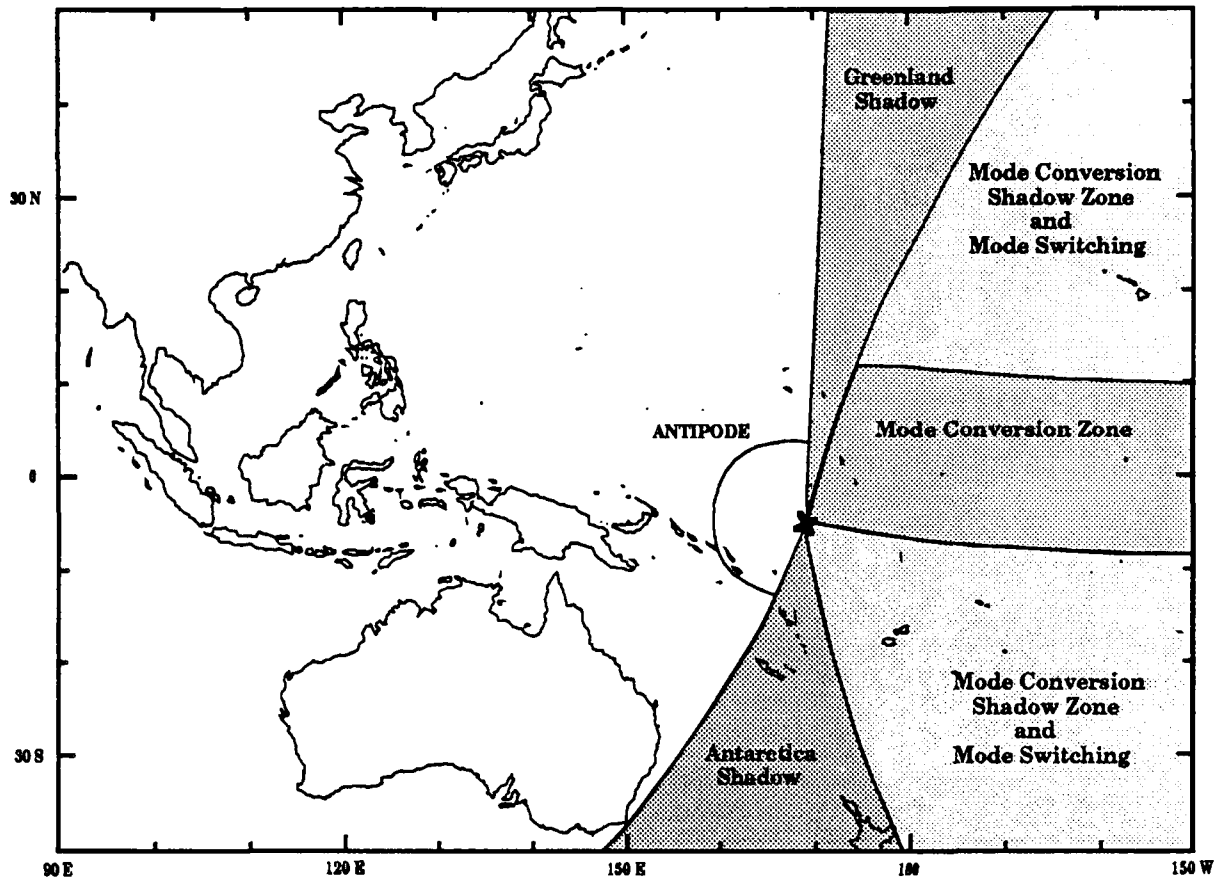 Greenland
Shadow
Mode Conversion
Shadow Zone
and
Mode Switching
30 N
ANTIPODE
Mode Conversion Zone
0
Mode Conversion
Shadow Zone
and
Mode Switching
Antarctica
Shadow
30 S
90 E
120 E
150 E
180
150 W